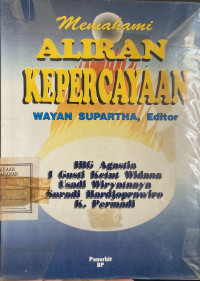 Memahami
ALIRAN
KEPERCAYAAN
WAYAN SUPARTHA, Editor
IBG Agastia
I Gusti Ketut Widana
Usadi Wiryatnaya
Suradi Hardjoprawiro
K. Permadi
Penerbit
BP